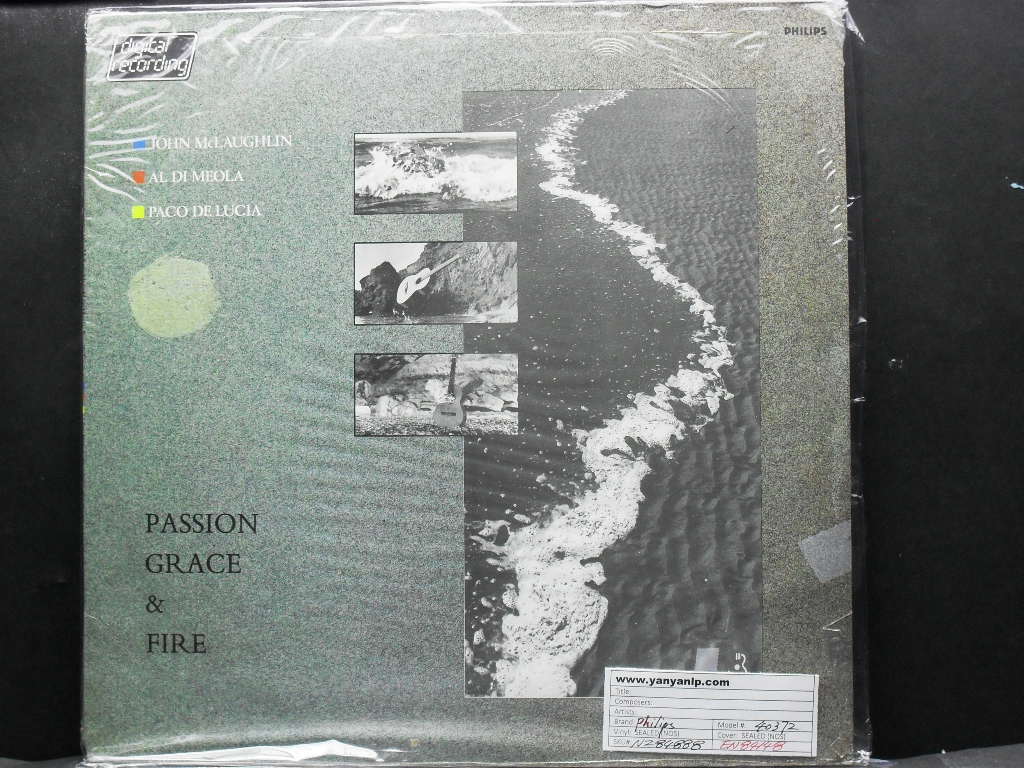 digital
recording
PHILIPS
JOHN McLAUGHLIN
AL DI MEOLA
PACO DE LUCIA
PASSION
GRACE
&
FIRE
www.yanyanlp.com
Title:
Composers:
Artists:
Brand: Philips Model #: 40372
Vinyl: SEALED (NOS) Cover: SEALED (NOS)
SKU#